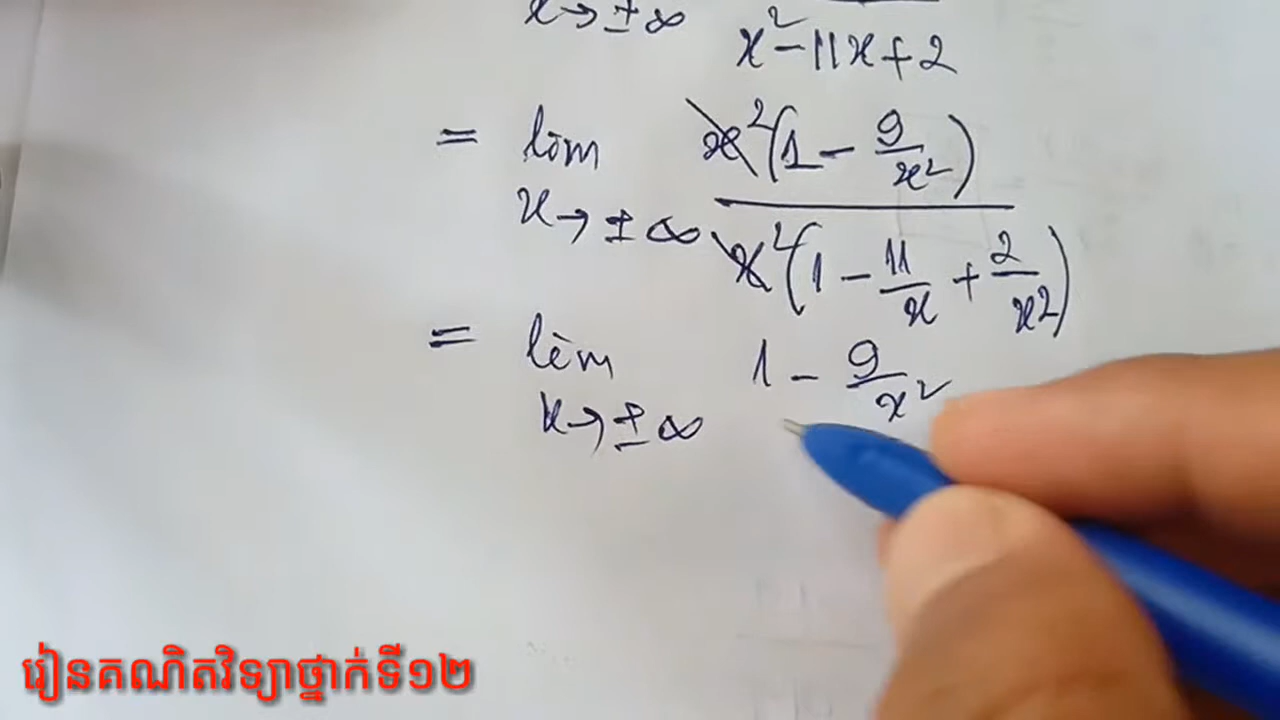 x→±∞ x²-11x+2
= lim x²(1 - 9/x²)
x→±∞ x²(1 - 11/x + 2/x²)
= lim 1 - 9/x²
x→±∞
រៀនគណិតវិទ្យាថ្នាក់ទី១២